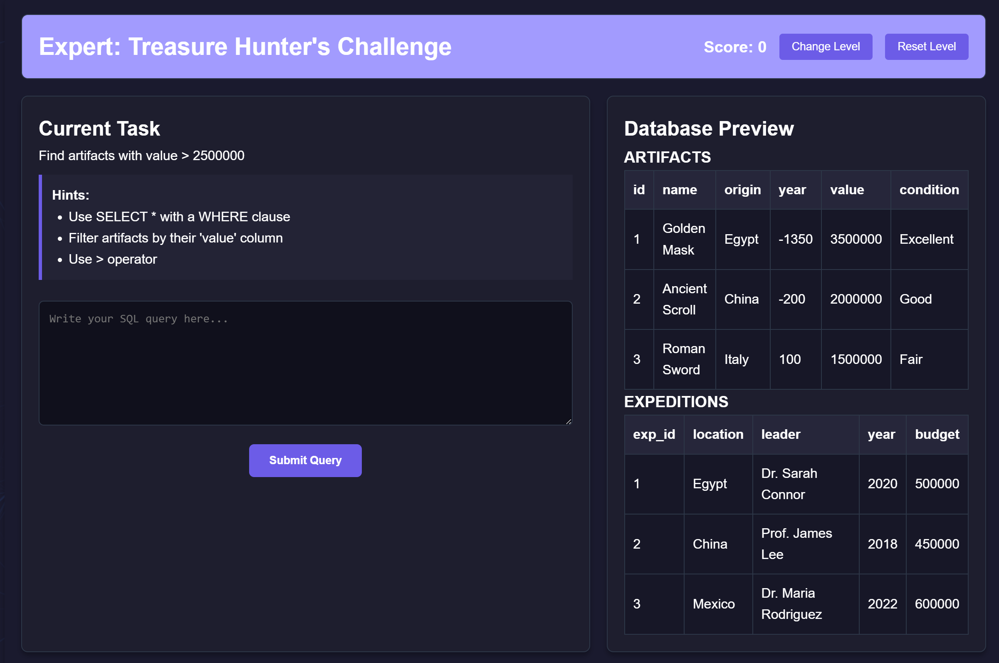 Expert: Treasure Hunter's Challenge
Score: 0
Change Level
Reset Level
Current Task
Find artifacts with value > 2500000
Hints:
• Use SELECT * with a WHERE clause
• Filter artifacts by their 'value' column
• Use > operator
Write your SQL query here...
Submit Query
Database Preview
ARTIFACTS
id name origin year value condition
1 Golden Mask Egypt -1350 3500000 Excellent
2 Ancient Scroll China -200 2000000 Good
3 Roman Sword Italy 100 1500000 Fair
EXPEDITIONS
exp_id location leader year budget
1 Egypt Dr. Sarah Connor 2020 500000
2 China Prof. James Lee 2018 450000
3 Mexico Dr. Maria Rodriguez 2022 600000